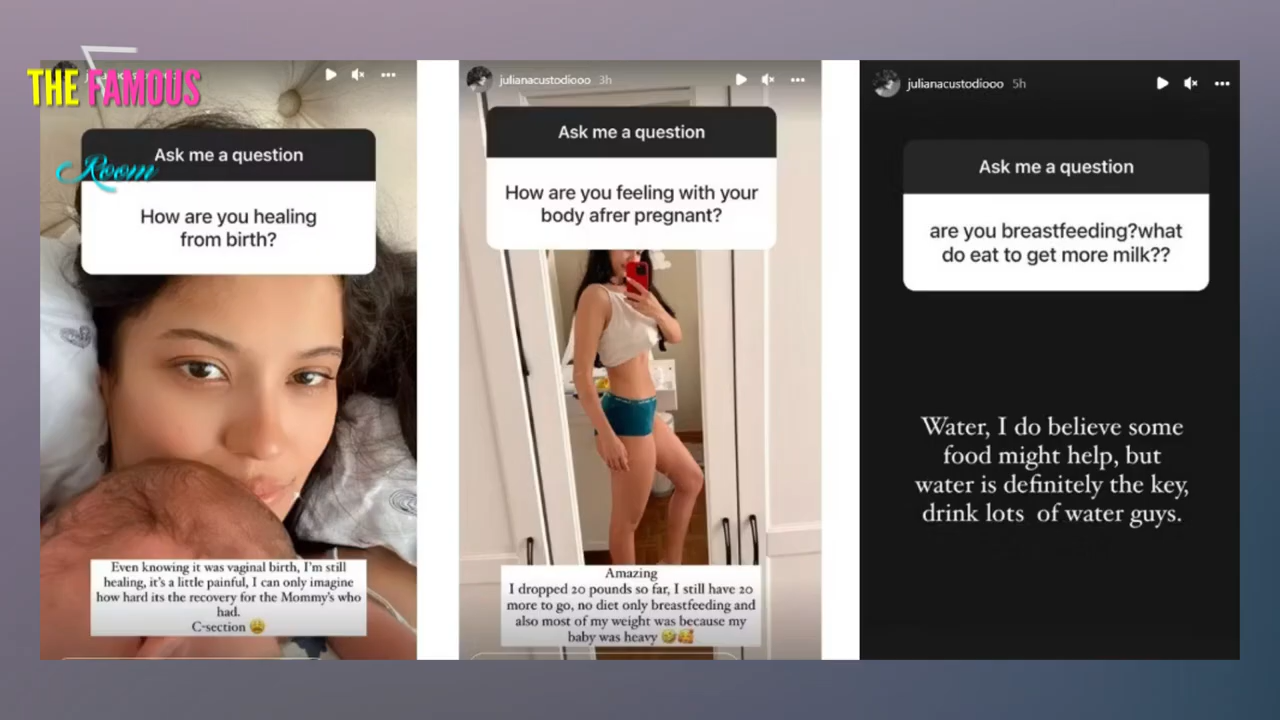 THE FAMOUS
Room
Ask me a question
How are you healing
from birth?
Even knowing it was vaginal birth, I'm still
healing, it's a little painful, I can only imagine
how hard its the recovery for the Mommy's who
had.
C-section 😩
julianacustodiooo 3h
Ask me a question
How are you feeling with your
body afrer pregnant?
Amazing
I dropped 20 pounds so far, I still have 20
more to go, no diet only breastfeeding and
also most of my weight was because my
baby was heavy 🤣🥰
julianacustodiooo 5h
Ask me a question
are you breastfeeding?what
do eat to get more milk??
Water, I do believe some
food might help, but
water is definitely the key,
drink lots of water guys.